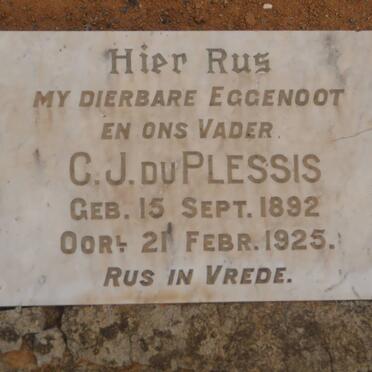 Hier Rus
MY DIERBARE EGGENOOT
EN ONS VADER
C.J. DU PLESSIS
GEB. 15 SEPT. 1892
OORL. 21 FEBR. 1925.
RUS IN VREDE.